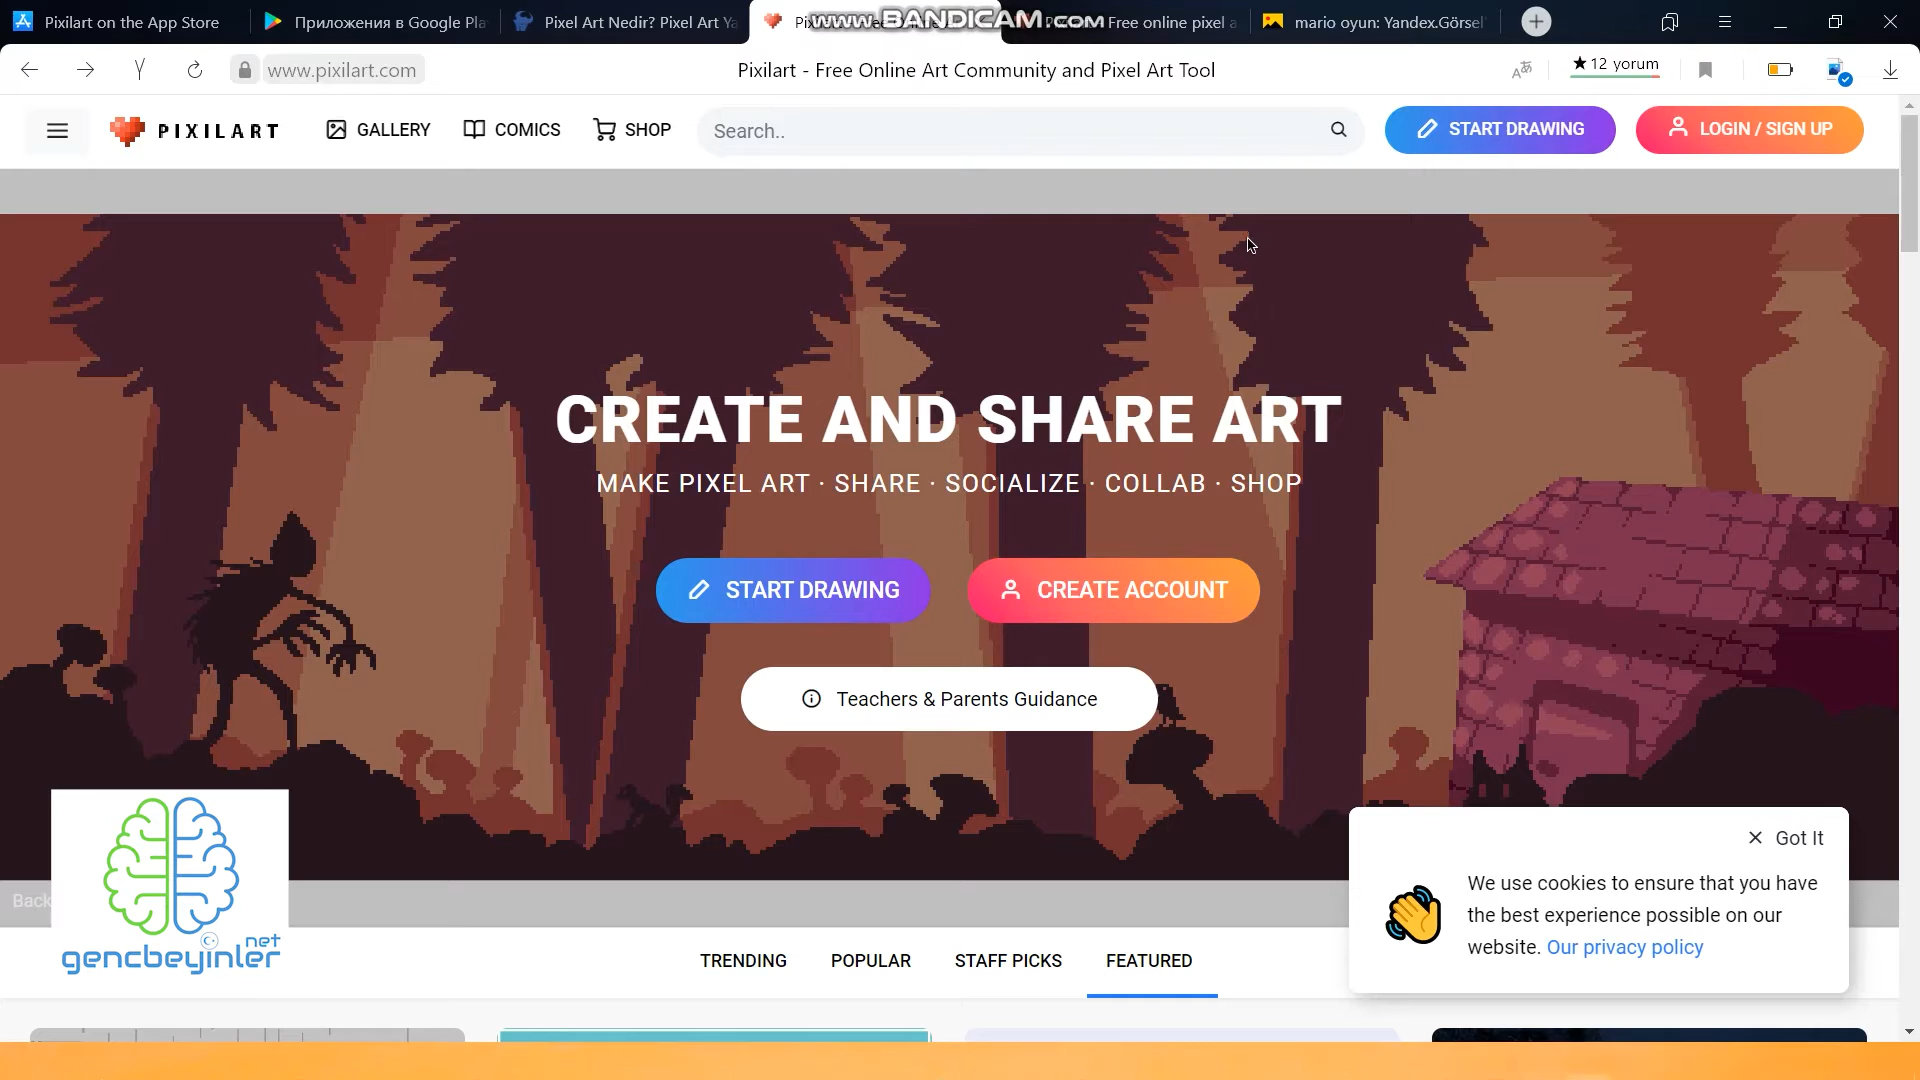 Pixilart on the App Store
Приложения в Google Pla
Pixel Art Nedir? Pixel Art Ya
www.BANDICAM.com
Free online pixel a
mario oyun: Yandex.Görsel'
www.pixilart.com
Pixilart - Free Online Art Community and Pixel Art Tool
★12 yorum
PIXILART
GALLERY
COMICS
SHOP
Search..
START DRAWING
LOGIN / SIGN UP
CREATE AND SHARE ART
MAKE PIXEL ART · SHARE · SOCIALIZE · COLLAB · SHOP
START DRAWING
CREATE ACCOUNT
Teachers & Parents Guidance
Got It
We use cookies to ensure that you have
the best experience possible on our
website. Our privacy policy
Back
net
gencbeyinler
TRENDING
POPULAR
STAFF PICKS
FEATURED